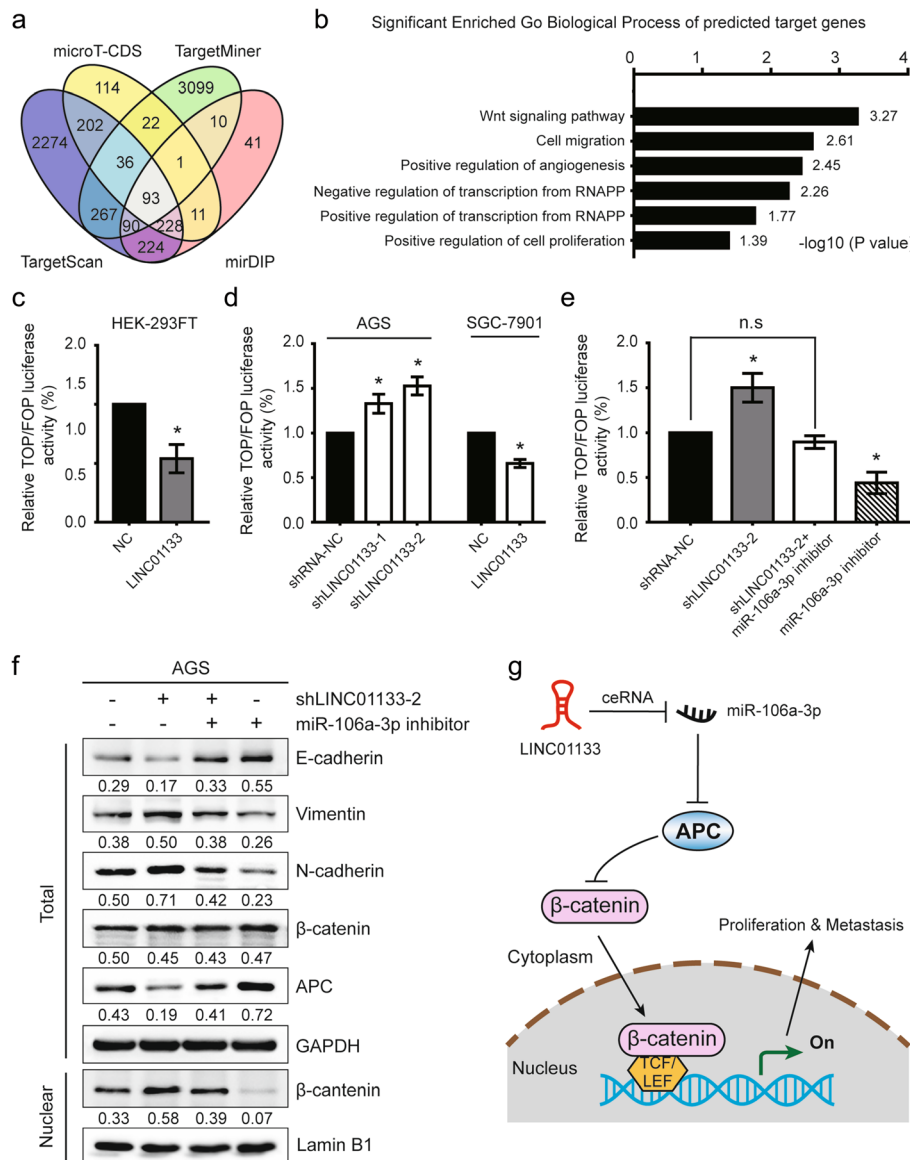 a
microT-CDS
TargetMiner
114
3099
2274
202
22
10
41
36
1
93
267
90
228
11
224
TargetScan
mirDIP
b
Significant Enriched Go Biological Process of predicted target genes
0 1 2 3 4
Wnt signaling pathway 3.27
Cell migration 2.61
Positive regulation of angiogenesis 2.45
Negative regulation of transcription from RNAPP 2.26
Positive regulation of transcription from RNAPP 1.77
Positive regulation of cell proliferation 1.39
-log10 (P value
c
HEK-293FT
Relative TOP/FOP luciferase
activity (%)
2.0
1.5
1.0
0.5
0.0
*
NC
LINC01133
d
AGS
SGC-7901
Relative TOP/FOP luciferase
activity (%)
2.0
1.5
1.0
0.5
0.0
*
*
*
shRNA-NC
shLINC01133-1
shLINC01133-2
NC
LINC01133
e
n.s
Relative TOP/FOP luciferase
activity (%)
2.0
1.5
1.0
0.5
0.0
*
*
shRNA-NC
shLINC01133-2
shLINC01133-2+
miR-106a-3p inhibitor
miR-106a-3p inhibitor
f
AGS
- + + - shLINC01133-2
- - + + miR-106a-3p inhibitor
Total
E-cadherin
0.29 0.17 0.33 0.55
Vimentin
0.38 0.50 0.38 0.26
N-cadherin
0.50 0.71 0.42 0.23
β-catenin
0.50 0.45 0.43 0.47
APC
0.43 0.19 0.41 0.72
GAPDH
Nuclear
β-cantenin
0.33 0.58 0.39 0.07
Lamin B1
g
ceRNA
miR-106a-3p
LINC01133
APC
β-catenin
Proliferation & Metastasis
Cytoplasm
β-catenin
On
Nucleus
TCF/
LEF